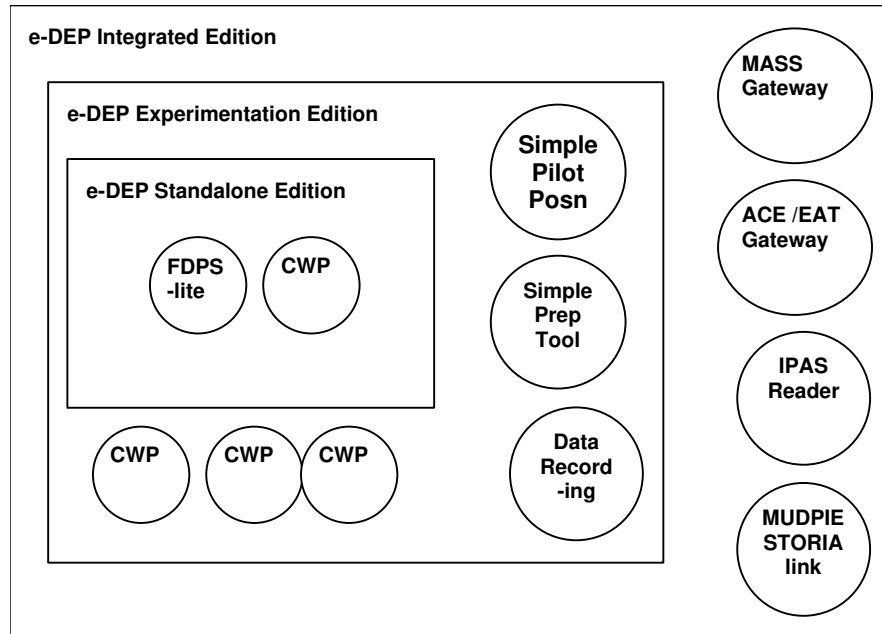 e-DEP Integrated Edition
e-DEP Experimentation Edition
e-DEP Standalone Edition
FDPS
-lite
CWP
CWP
CWP
CWP
Simple
Pilot
Posn
Simple
Prep
Tool
Data
Record
-ing
MASS
Gateway
ACE /EAT
Gateway
IPAS
Reader
MUDPIE
STORIA
link